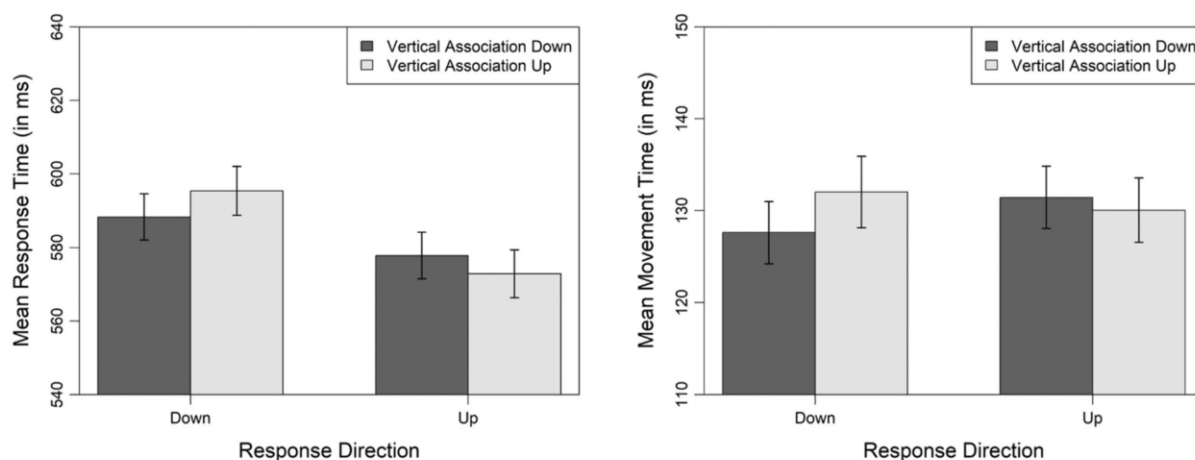 Mean Response Time (in ms)
640
620
600
580
560
540
Vertical Association Down
Vertical Association Up
Down
Up
Response Direction
Mean Movement Time (in ms)
150
140
130
120
110
Vertical Association Down
Vertical Association Up
Down
Up
Response Direction